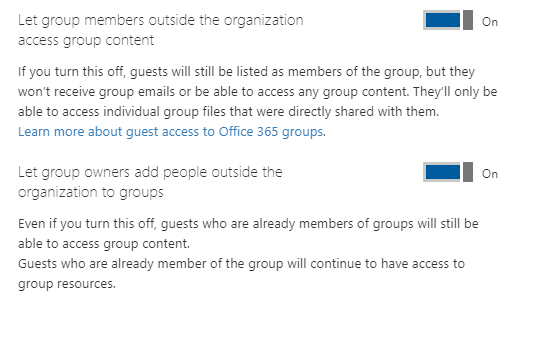 Let group members outside the organization
On
access group content
If you turn this off, guests will still be listed as members of the group, but they
won't receive group emails or be able to access any group content. They'll only be
able to access individual group files that were directly shared with them.
Learn more about guest access to Office 365 groups.
Let group owners add people outside the
On
organization to groups
Even if you turn this off, guests who are already members of groups will still be
able to access group content.
Guests who are already member of the group will continue to have access to
group resources.